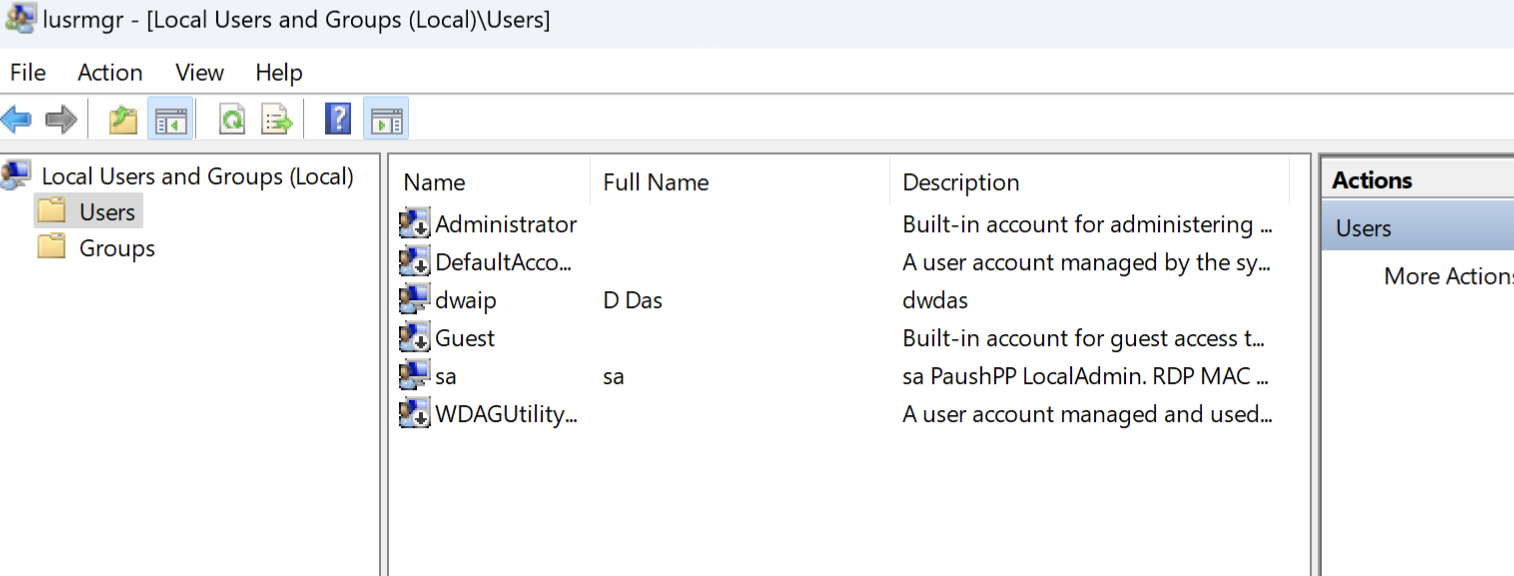 lusrmgr - [Local Users and Groups (Local)\Users]
File Action View Help
Local Users and Groups (Local)
Users
Groups
Name Full Name Description
Administrator Built-in account for administering ...
DefaultAcco... A user account managed by the sy...
dwaip D Das dwdas
Guest Built-in account for guest access t...
sa sa sa PaushPP LocalAdmin. RDP MAC ...
WDAGUtility... A user account managed and used...
Actions
Users
More Actions